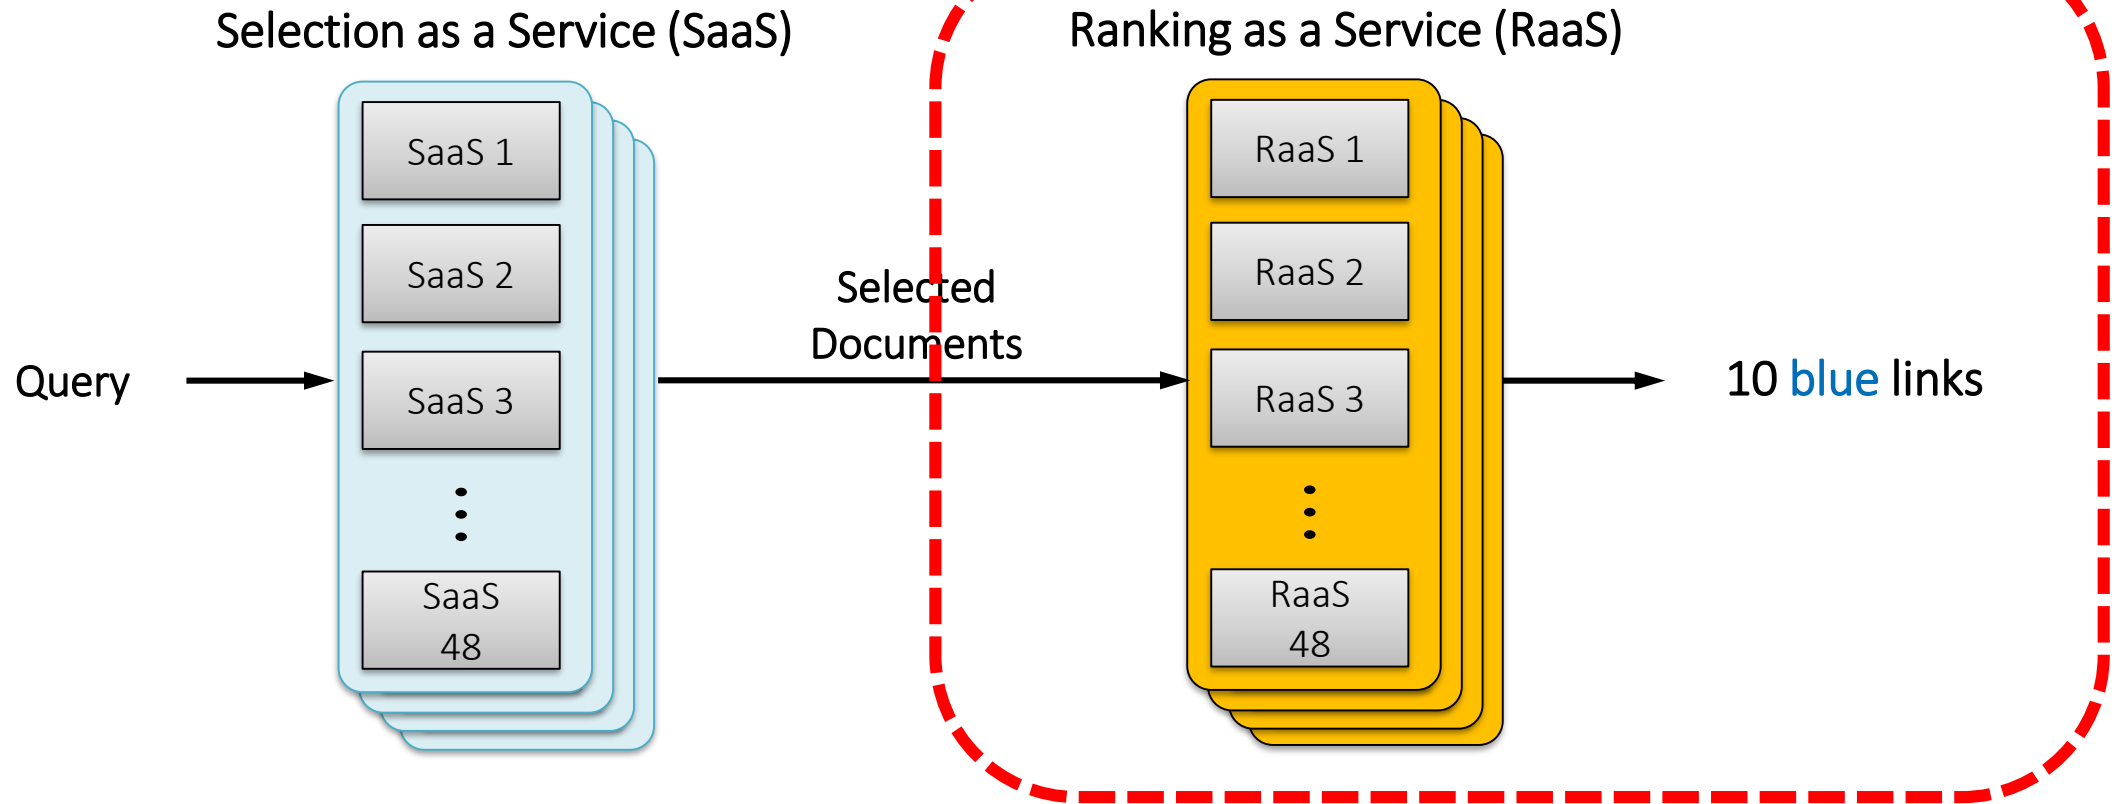 Selection as a Service (SaaS)
Ranking as a Service (RaaS)
Query
SaaS 1
SaaS 2
SaaS 3
SaaS
48
Selected
Documents
RaaS 1
RaaS 2
RaaS 3
RaaS
48
10 blue links